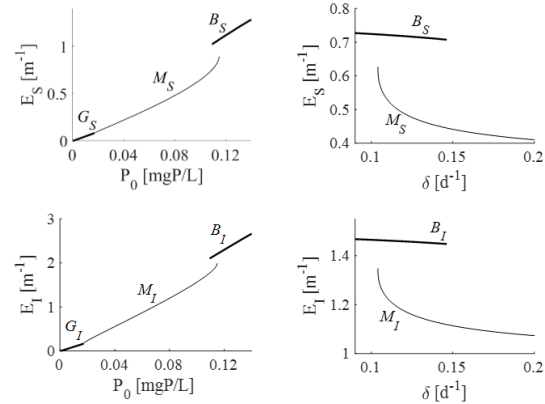 E_S [m^-1]
1
0.5
0
B_S
M_S
G_S
0 0.04 0.08 0.12
P_0 [mgP/L]
E_S [m^-1]
0.8
0.7
0.6
0.5
0.4
B_S
M_S
0.1 0.15 0.2
δ [d^-1]
E_I [m^-1]
3
2
1
0
B_I
M_I
G_I
0 0.04 0.08 0.12
P_0 [mgP/L]
E_I [m^-1]
1.4
1.2
1
B_I
M_I
0.1 0.15 0.2
δ [d^-1]